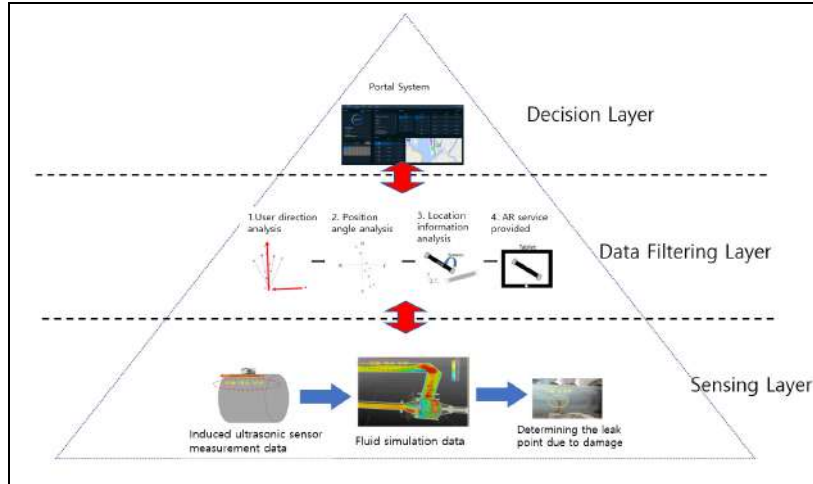 Portal System
Decision Layer
1.User direction
analysis
2. Position
angle analysis
3. Location
information
analysis
4. AR service
provided
Tablet
Data Filtering Layer
Sensing Layer
Induced ultrasonic sensor
measurement data
Fluid simulation data
Determining the leak
point due to damage